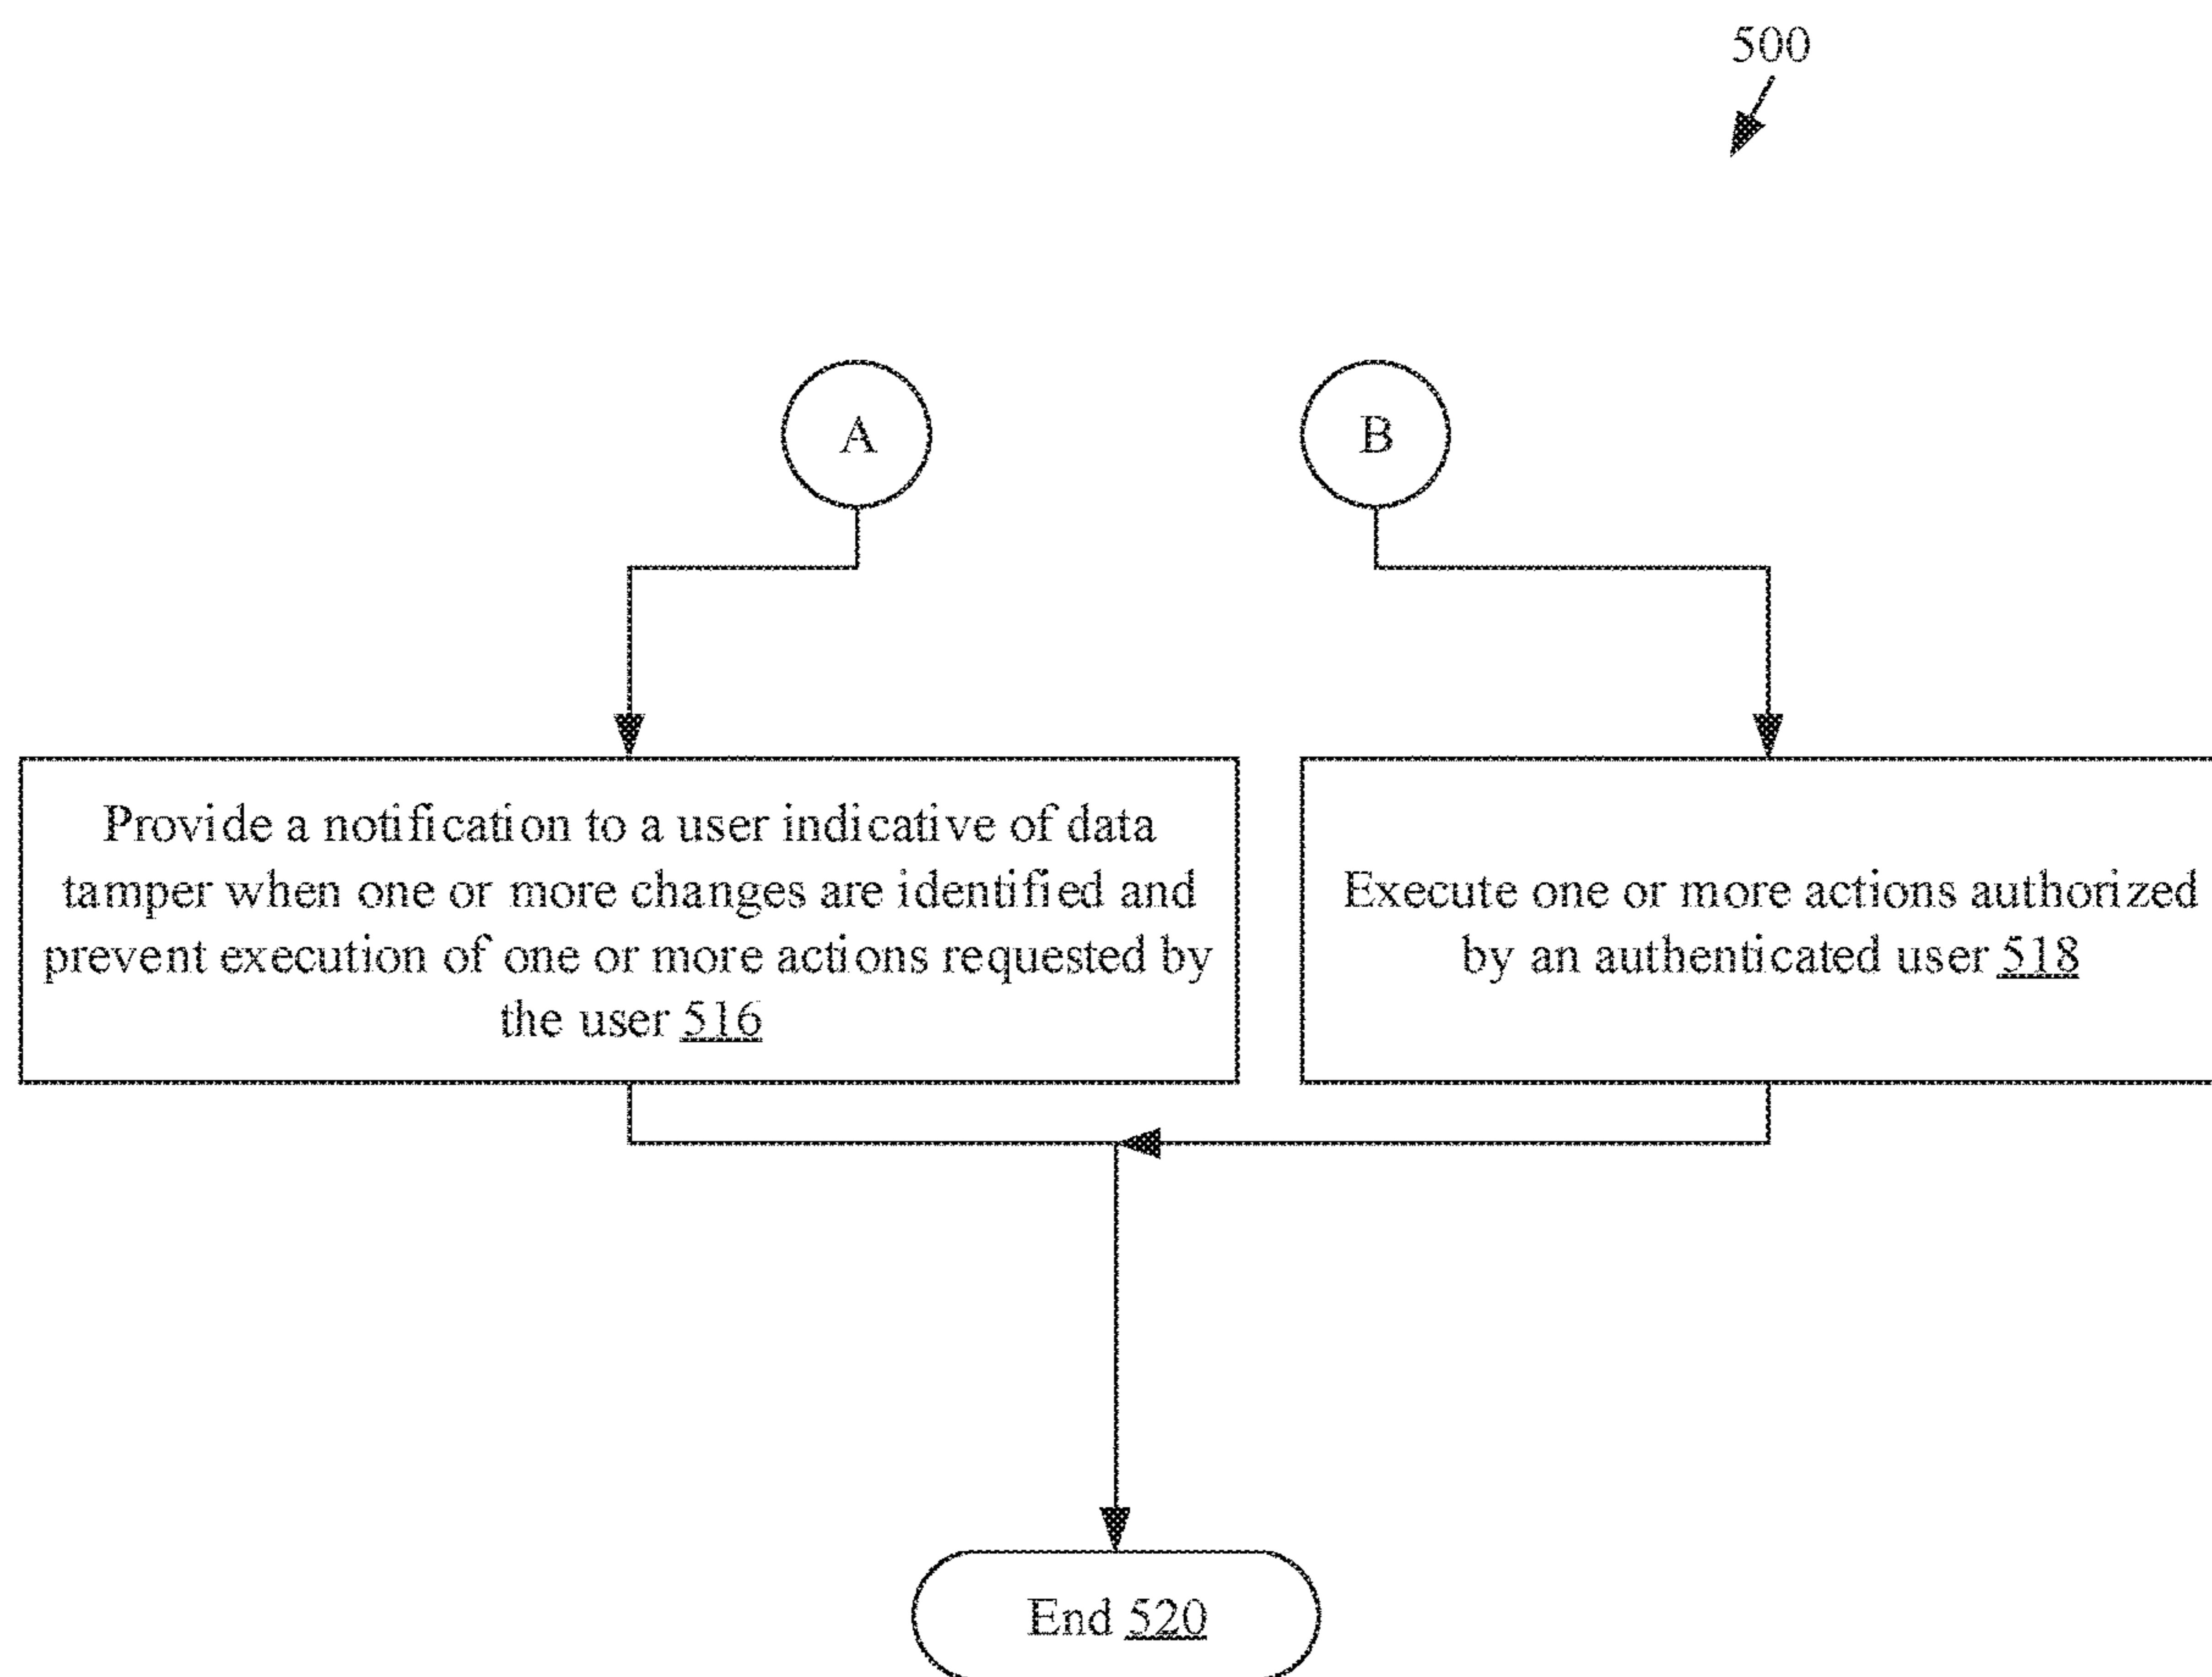 500
A
B
Provide a notification to a user indicative of data
tamper when one or more changes are identified and
prevent execution of one or more actions requested by
the user 516
Execute one or more actions authorized
by an authenticated user 518
End 520